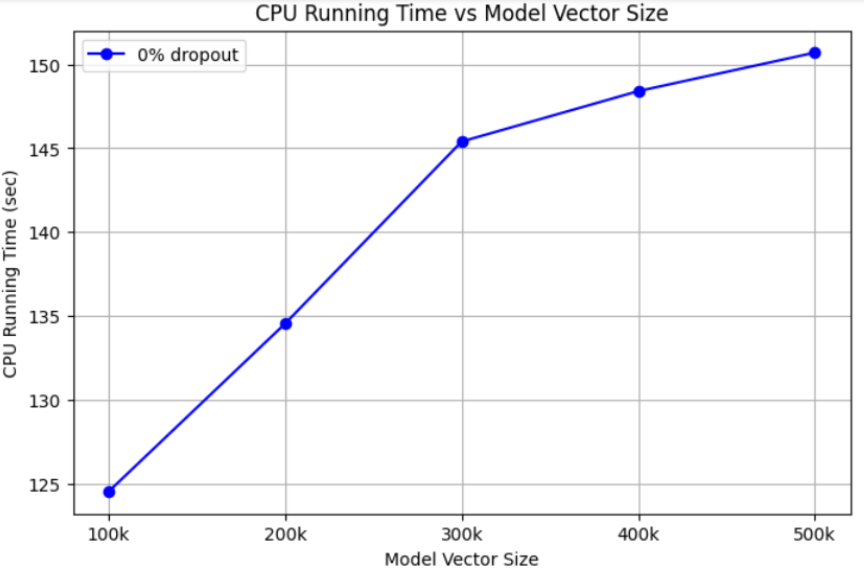 CPU Running Time vs Model Vector Size
0% dropout
150
145
140
135
130
125
CPU Running Time (sec)
100k 200k 300k 400k 500k
Model Vector Size